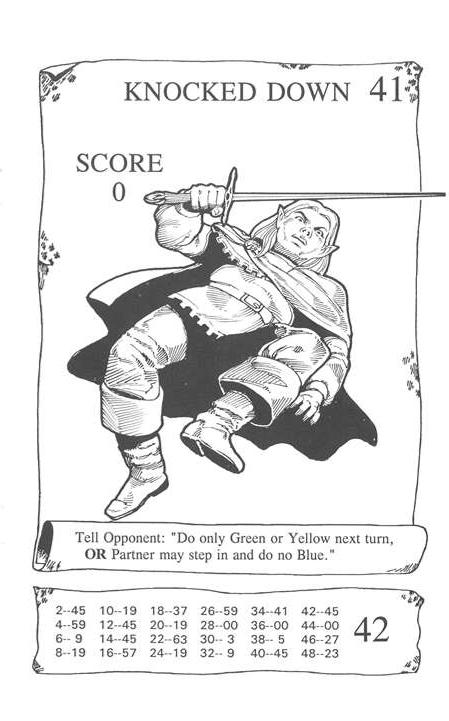 KNOCKED DOWN 41
SCORE
0
Tell Opponent: "Do only Green or Yellow next turn,
OR Partner may step in and do no Blue."
2--45 10--19 18--37 26--59 34--41 42--45
4--59 12--45 20--19 28--00 36--00 44--00
6-- 9 14--45 22--63 30-- 3 38-- 5 46--27
8--19 16--57 24--19 32-- 9 40--45 48--23
42